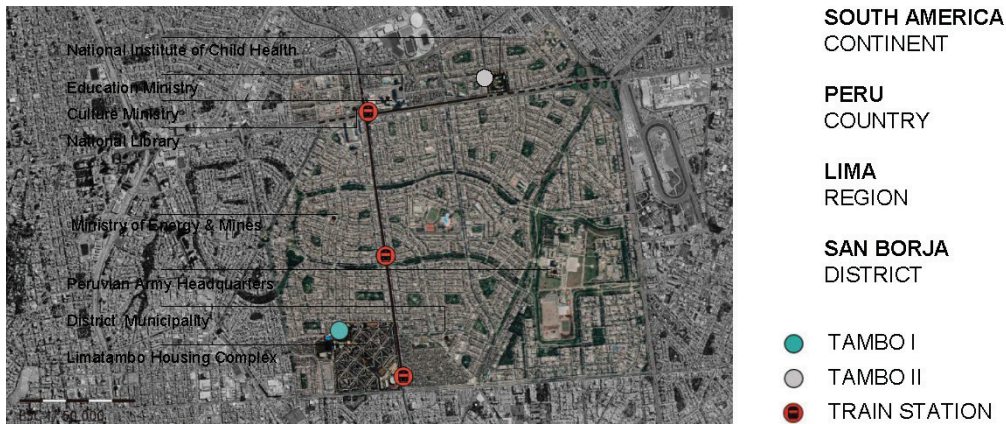 National Institute of Child Health
Education Ministry
Culture Ministry
National Library
Ministry of Energy & Mines
Peruvian Army Headquarters
District Municipality
Limatambo Housing Complex
SOUTH AMERICA
CONTINENT
PERU
COUNTRY
LIMA
REGION
SAN BORJA
DISTRICT
TAMBO I
TAMBO II
TRAIN STATION